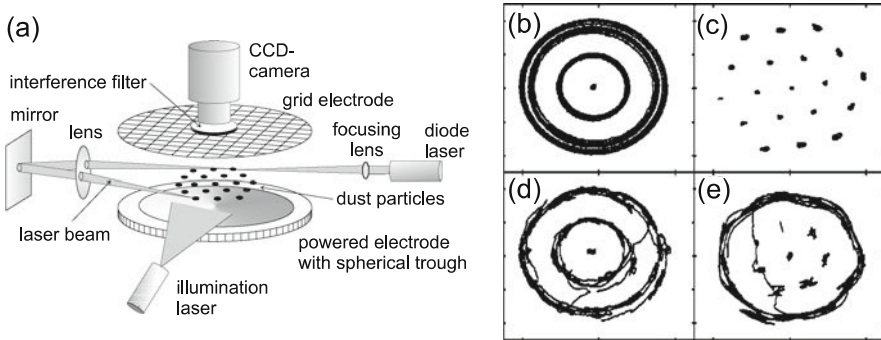 (a)
CCD-
camera
interference filter
grid electrode
mirror
lens
focusing
lens
diode
laser
dust particles
laser beam
powered electrode
with spherical trough
illumination
laser
(b)
(c)
(d)
(e)